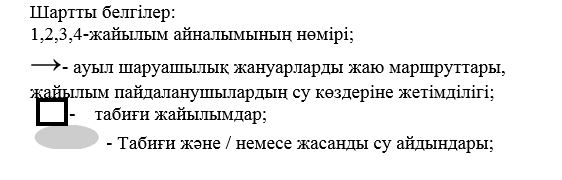 Шартты белгілер:
1,2,3,4-жайылым айналымының нөмірі;
→- ауыл шаруашылық жануарларды жаю маршруттары,
жайылым пайдаланушылардың су көздеріне жетімділігі;
- табиғи жайылымдар;
- Табиғи және / немесе жасанды су айдындары;